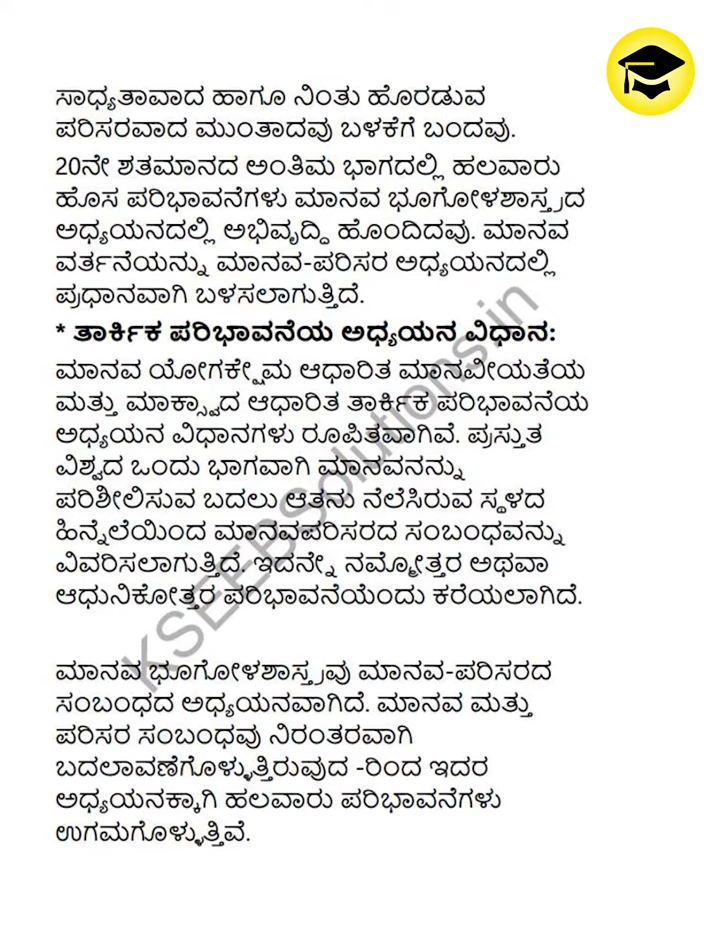 ಸಾಧ್ಯತಾವಾದ ಹಾಗೂ ನಿಂತು ಹೊರಡುವ
ಪರಿಸರವಾದ ಮುಂತಾದವು ಬಳಕೆಗೆ ಬಂದವು.
20ನೇ ಶತಮಾನದ ಅಂತಿಮ ಭಾಗದಲ್ಲಿ ಹಲವಾರು
ಹೊಸ ಪರಿಭಾವನೆಗಳು ಮಾನವ ಭೂಗೋಳಶಾಸ್ತ್ರದ
ಅಧ್ಯಯನದಲ್ಲಿ ಅಭಿವೃದ್ಧಿ ಹೊಂದಿದವು. ಮಾನವ
ವರ್ತನೆಯನ್ನು ಮಾನವ-ಪರಿಸರ ಅಧ್ಯಯನದಲ್ಲಿ
ಪ್ರಧಾನವಾಗಿ ಬಳಸಲಾಗುತ್ತಿದೆ.
* ತಾರ್ಕಿಕ ಪರಿಭಾವನೆಯ ಅಧ್ಯಯನ ವಿಧಾನ:
ಮಾನವ ಯೋಗಕ್ಷೇಮ ಆಧಾರಿತ ಮಾನವೀಯತೆಯ
ಮತ್ತು ಮಾರ್ಕ್ಸ್ವಾದ ಆಧಾರಿತ ತಾರ್ಕಿಕ ಪರಿಭಾವನೆಯ
ಅಧ್ಯಯನ ವಿಧಾನಗಳು ರೂಪಿತವಾಗಿವೆ. ಪ್ರಸ್ತುತ
ವಿಶ್ವದ ಒಂದು ಭಾಗವಾಗಿ ಮಾನವನನ್ನು
ಪರಿಶೀಲಿಸುವ ಬದಲು ಆತನು ನೆಲೆಸಿರುವ ಸ್ಥಳದ
ಹಿನ್ನೆಲೆಯಿಂದ ಮಾನವಪರಿಸರದ ಸಂಬಂಧವನ್ನು
ವಿವರಿಸಲಾಗುತ್ತಿದೆ. ಇದನ್ನೇ ನಮ್ಮೋತ್ತರ ಅಥವಾ
ಆಧುನಿಕೋತ್ತರ ಪರಿಭಾವನೆಯೆಂದು ಕರೆಯಲಾಗಿದೆ.
ಮಾನವ ಭೂಗೋಳಶಾಸ್ತ್ರವು ಮಾನವ-ಪರಿಸರದ
ಸಂಬಂಧದ ಅಧ್ಯಯನವಾಗಿದೆ. ಮಾನವ ಮತ್ತು
ಪರಿಸರ ಸಂಬಂಧವು ನಿರಂತರವಾಗಿ
ಬದಲಾವಣೆಗೊಳ್ಳುತ್ತಿರುವುದ -ರಿಂದ ಇದರ
ಅಧ್ಯಯನಕ್ಕಾಗಿ ಹಲವಾರು ಪರಿಭಾವನೆಗಳು
ಉಗಮಗೊಳ್ಳುತ್ತಿವೆ.
KSEEBSolutions.in